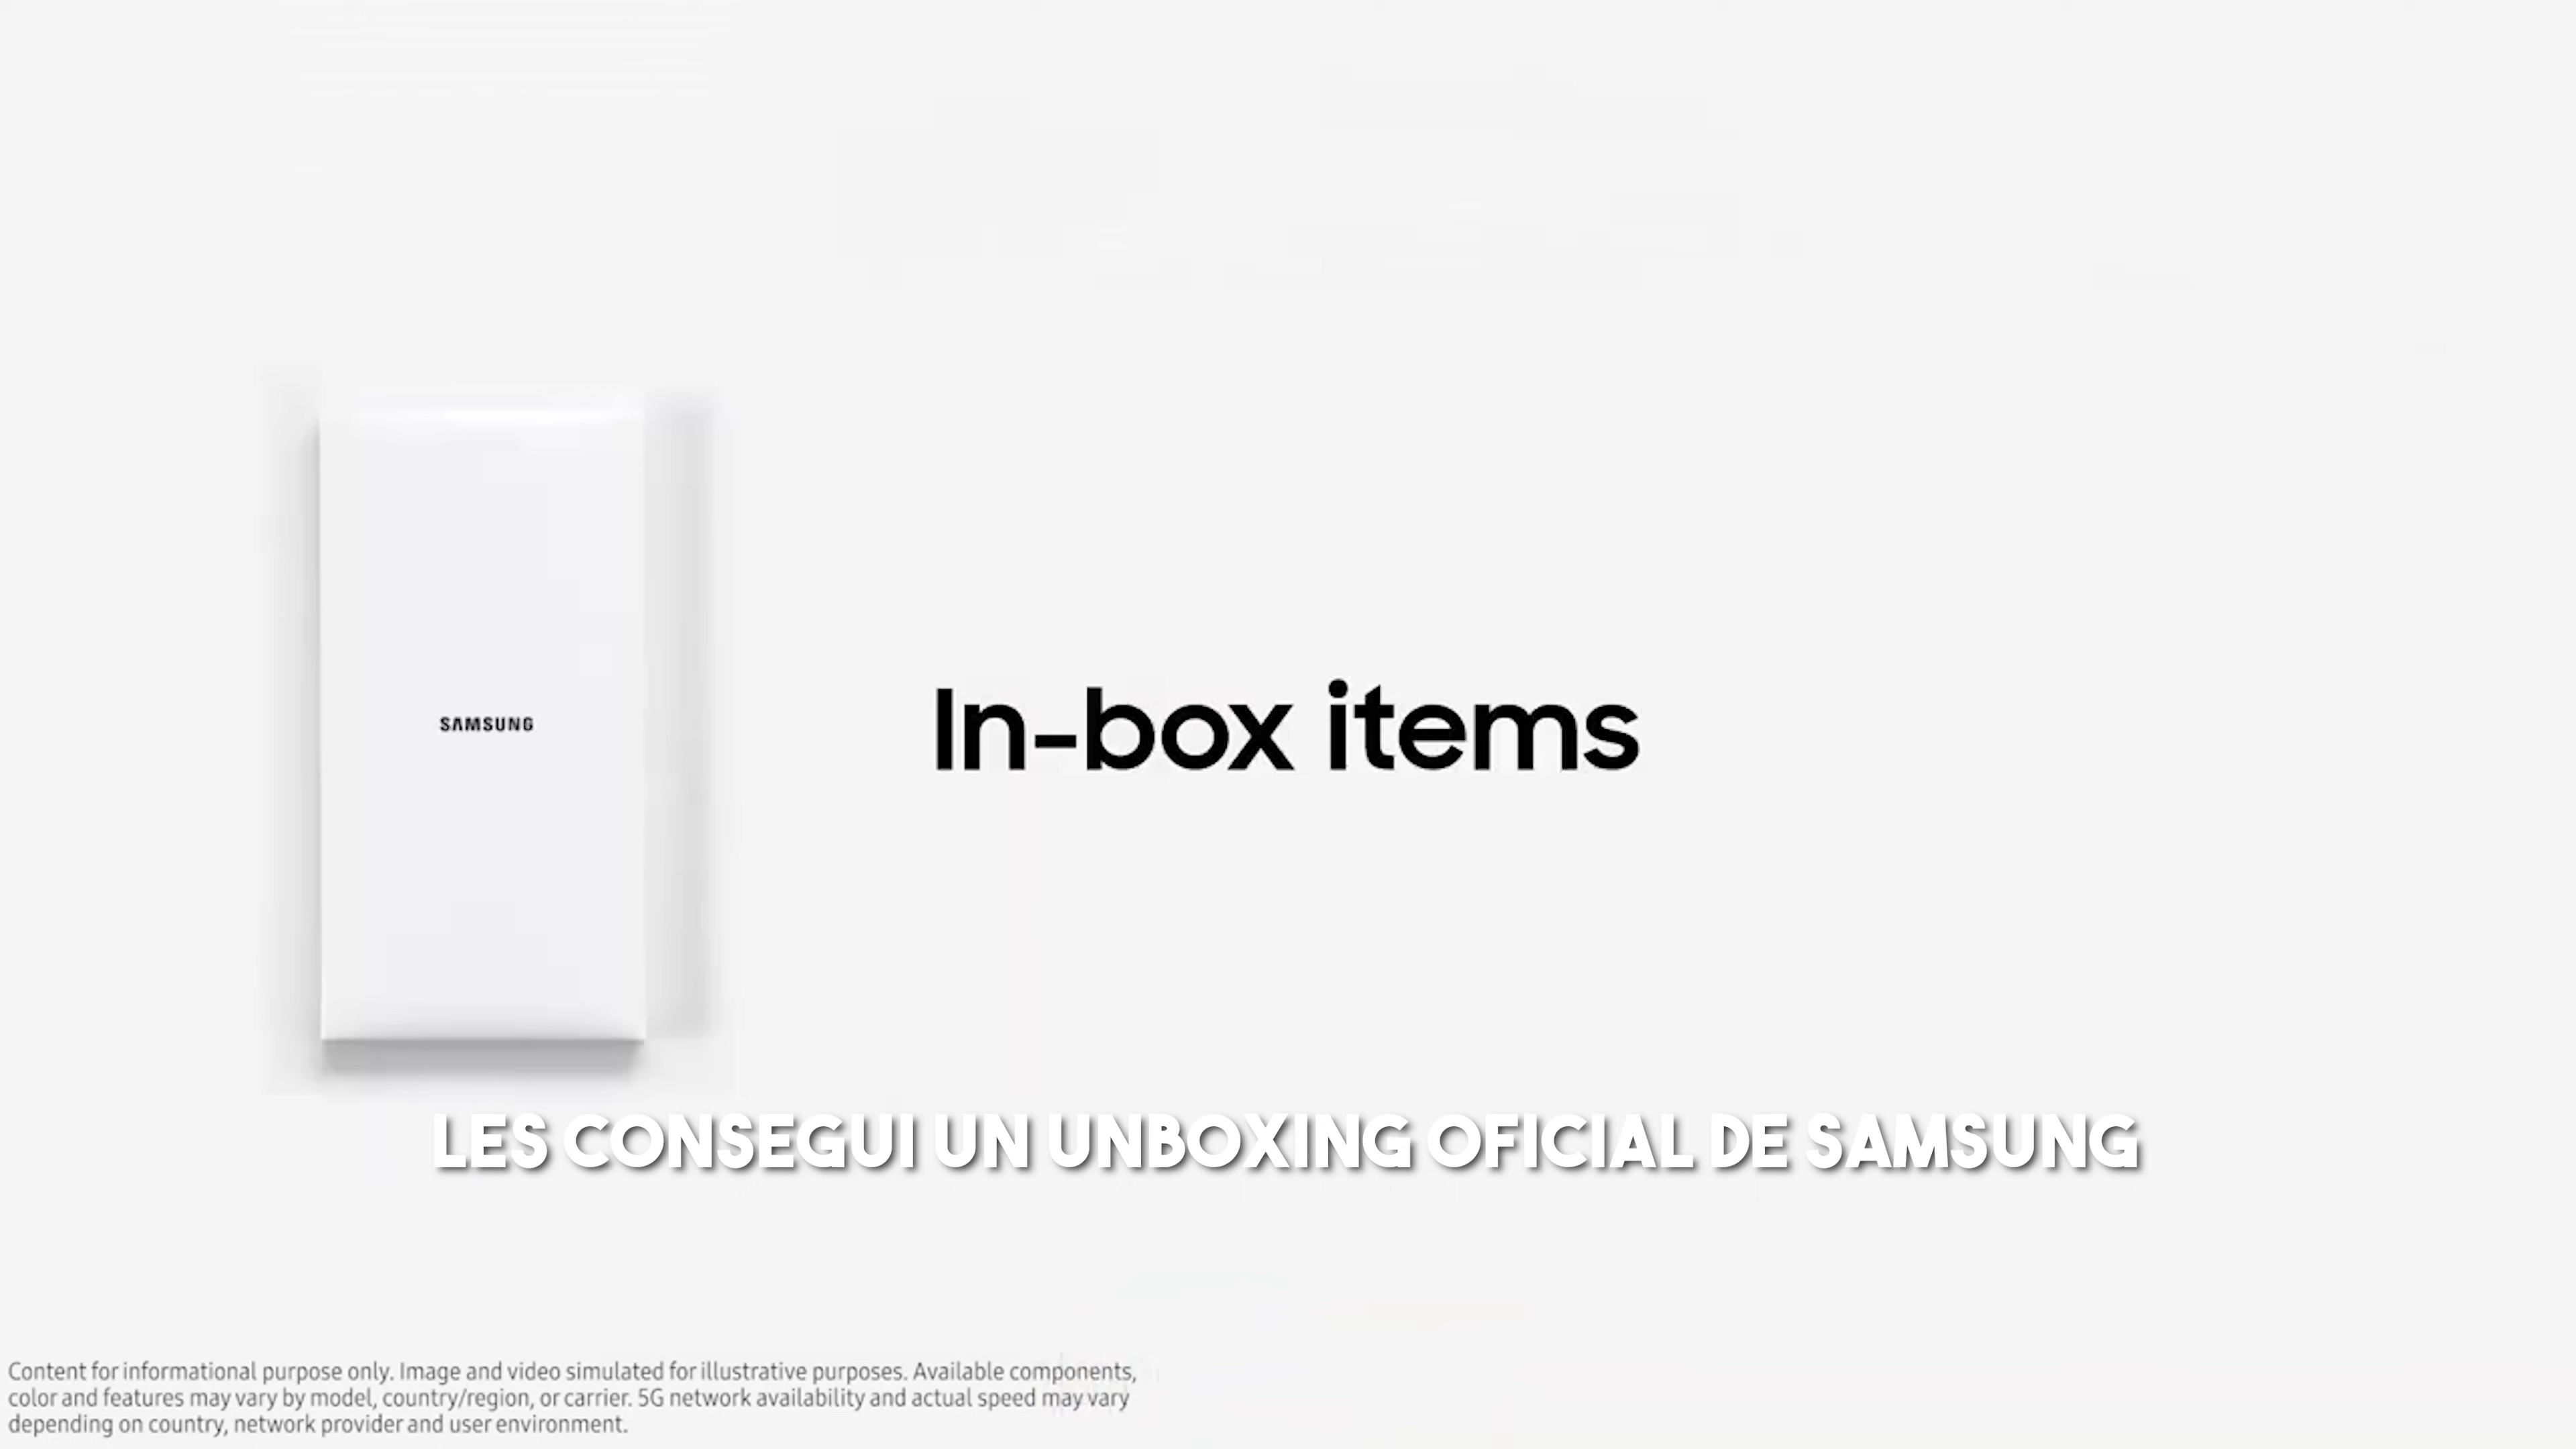 SAMSUNG
In-box items
LES CONSEGUI UN UNBOXING OFICIAL DE SAMSUNG
Content for informational purpose only. Image and video simulated for illustrative purposes. Available components,
color and features may vary by model, country/region, or carrier. 5G network availability and actual speed may vary
depending on country, network provider and user environment.